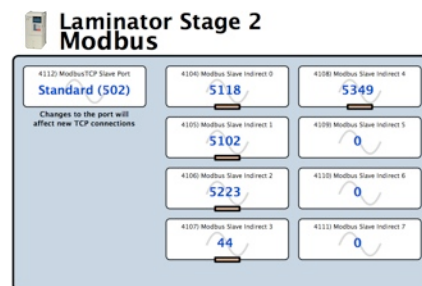 Laminator Stage 2
Modbus
4112) ModbusTCP Slave Port
Standard (502)
Changes to the port will
affect new TCP connections
4104) Modbus Slave Indirect 0
5118
4105) Modbus Slave Indirect 1
5102
4106) Modbus Slave Indirect 2
5223
4107) Modbus Slave Indirect 3
44
4108) Modbus Slave Indirect 4
5349
4109) Modbus Slave Indirect 5
0
4110) Modbus Slave Indirect 6
0
4111) Modbus Slave Indirect 7
0